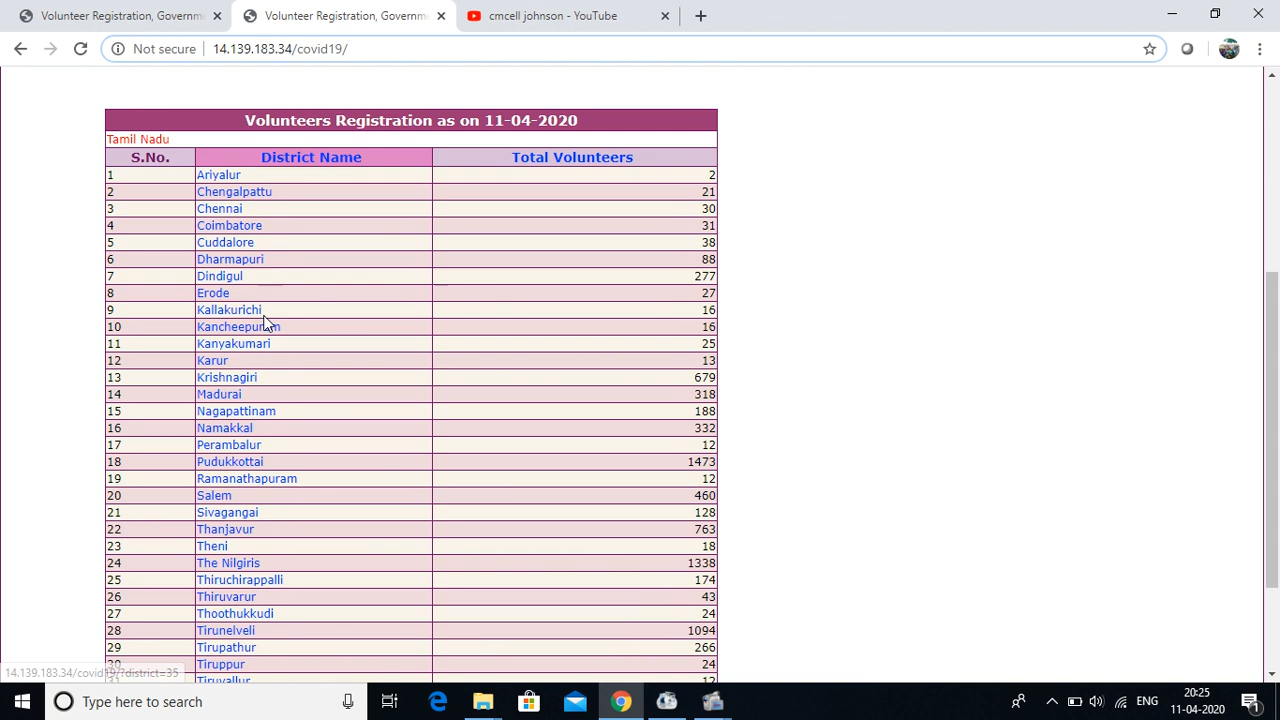 Volunteer Registration, Governm
Volunteer Registration, Governm
cmcell johnson - YouTube
Not secure
14.139.183.34/covid19/
Volunteers Registration as on 11-04-2020
Tamil Nadu
S.No. District Name Total Volunteers
1 Ariyalur 2
2 Chengalpattu 21
3 Chennai 30
4 Coimbatore 31
5 Cuddalore 38
6 Dharmapuri 88
7 Dindigul 277
8 Erode 27
9 Kallakurichi 16
10 Kancheepuram 16
11 Kanyakumari 25
12 Karur 13
13 Krishnagiri 679
14 Madurai 318
15 Nagapattinam 188
16 Namakkal 332
17 Perambalur 12
18 Pudukkottai 1473
19 Ramanathapuram 12
20 Salem 460
21 Sivagangai 128
22 Thanjavur 763
23 Theni 18
24 The Nilgiris 1338
25 Thiruchirappalli 174
26 Thiruvarur 43
27 Thoothukkudi 24
28 Tirunelveli 1094
29 Tirupathur 266
30 Tiruppur 24
31 Tiruvallur 12
14.139.183.34/covid19/?district=35
Type here to search
ENG
20:25
11-04-2020
1